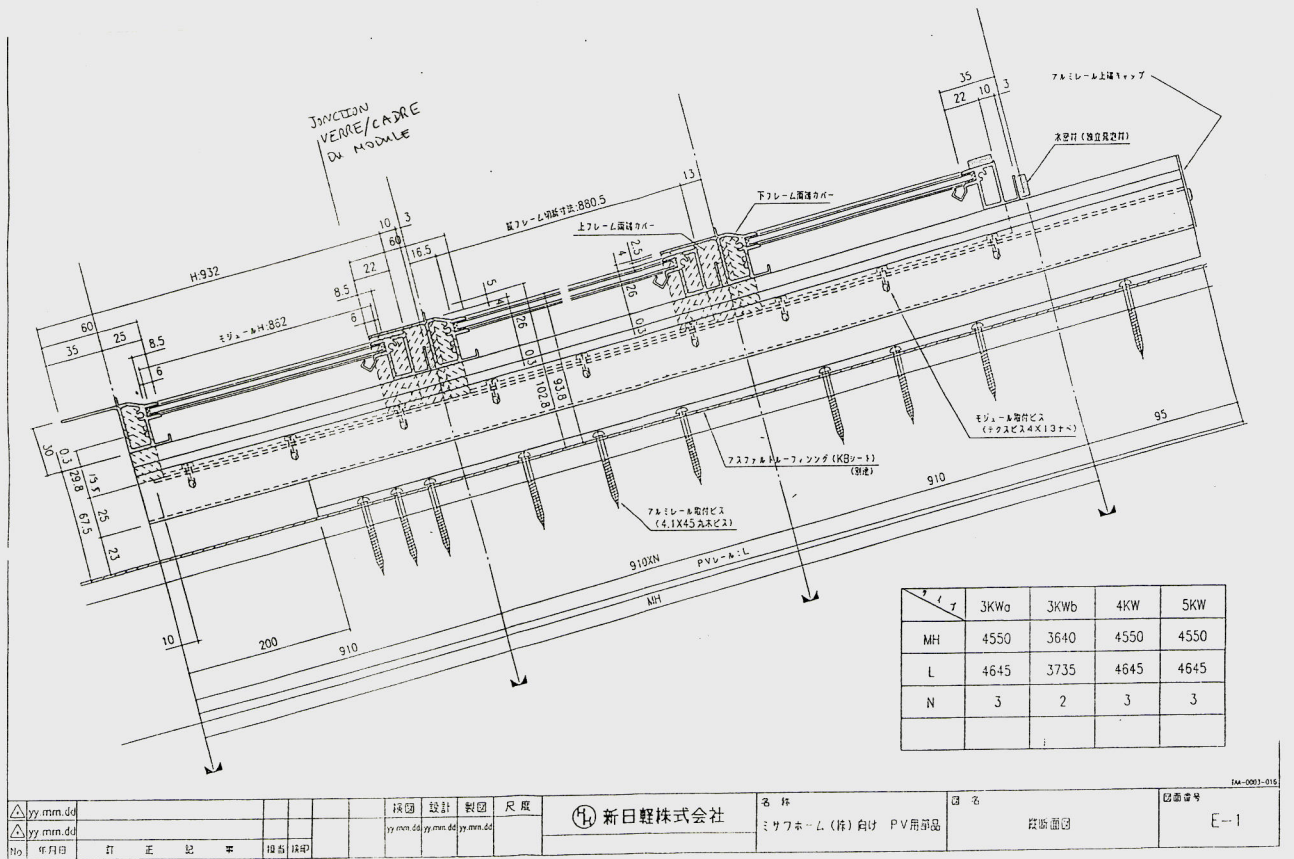 JONCTION
VERRE/CADRE
DU MODULE
35
22 10 3
アルミレール上端キャップ
水密材(独立発泡材)
13
下フレーム両端カバー
縦フレーム切断寸法:880.5
上フレーム両端カバー
10 3
60
16.5
22
8.5
6
H:932
モジュールH:862
60
35 25
8.5
6
2.5
4
26
0.3
5
4
26
0.3
102.8
93.8
30
0.3
29.8
67.5
15.5
25
23
モジュール取付ビス
(テクスビス4X13ナベ)
95
アスファルトルーフィング(KBシート)
(別途)
910
アルミレール取付ビス
(4.1X45丸木ビス)
910XN
PVレール:L
MH
10
200
910
タイプ 3KWa 3KWb 4KW 5KW
MH 4550 3640 4550 4550
L 4645 3735 4645 4645
N 3 2 3 3
yy.mm.dd
yy.mm.dd
No 年月日 訂正記事 担当 検印
検図 設計 製図 尺度
yy.mm.dd yy.mm.dd yy.mm.dd
新日軽株式会社
名称
ミサワホーム(株)向け PV用部品
図名
縦断面図
図面番号
E-1